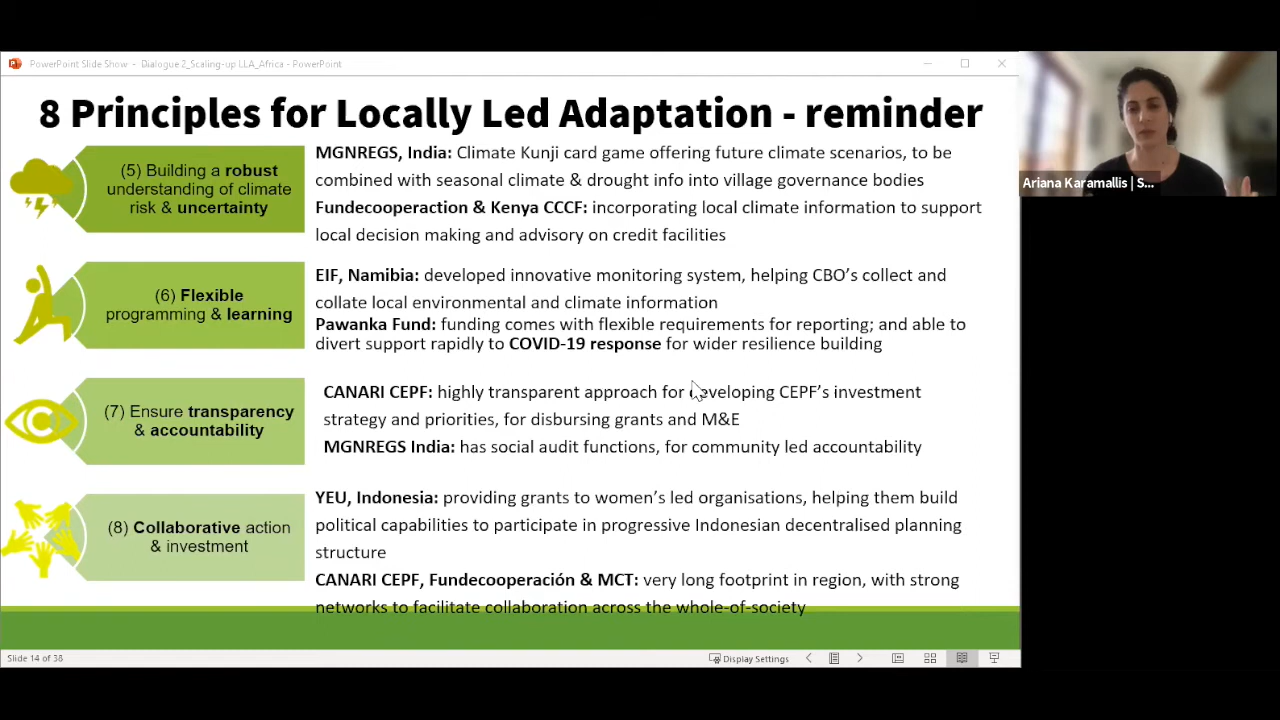 PowerPoint Slide Show - Dialogue 2_Scaling-up LLA_Africa - PowerPoint
8 Principles for Locally Led Adaptation - reminder
(5) Building a robust
understanding of climate
risk & uncertainty
MGNREGS, India: Climate Kunji card game offering future climate scenarios, to be
combined with seasonal climate & drought info into village governance bodies
Fundecooperaction & Kenya CCCF: incorporating local climate information to support
local decision making and advisory on credit facilities
(6) Flexible
programming & learning
EIF, Namibia: developed innovative monitoring system, helping CBO's collect and
collate local environmental and climate information
Pawanka Fund: funding comes with flexible requirements for reporting; and able to
divert support rapidly to COVID-19 response for wider resilience building
(7) Ensure transparency
& accountability
CANARI CEPF: highly transparent approach for developing CEPF's investment
strategy and priorities, for disbursing grants and M&E
MGNREGS India: has social audit functions, for community led accountability
(8) Collaborative action
& investment
YEU, Indonesia: providing grants to women's led organisations, helping them build
political capabilities to participate in progressive Indonesian decentralised planning
structure
CANARI CEPF, Fundecooperación & MCT: very long footprint in region, with strong
networks to facilitate collaboration across the whole-of-society
Slide 14 of 38
Display Settings
Ariana Karamallis | S...